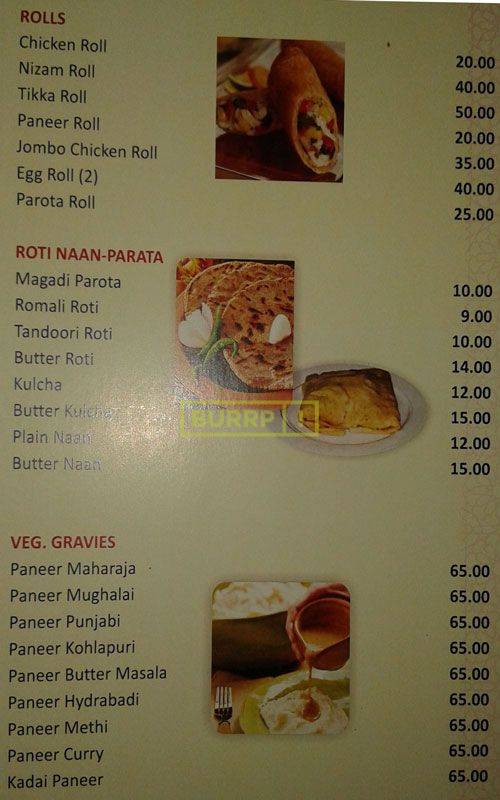 ROLLS
Chicken Roll 20.00
Nizam Roll 40.00
Tikka Roll 50.00
Paneer Roll 20.00
Jombo Chicken Roll 35.00
Egg Roll (2) 40.00
Parota Roll 25.00
ROTI NAAN-PARATA
Magadi Parota 10.00
Romali Roti 9.00
Tandoori Roti 10.00
Butter Roti 14.00
Kulcha 12.00
Butter Kulcha 15.00
BURRP !
Plain Naan 12.00
Butter Naan 15.00
VEG. GRAVIES
Paneer Maharaja 65.00
Paneer Mughalai 65.00
Paneer Punjabi 65.00
Paneer Kohlapuri 65.00
Paneer Butter Masala 65.00
Paneer Hydrabadi 65.00
Paneer Methi 65.00
Paneer Curry 65.00
Kadai Paneer 65.00